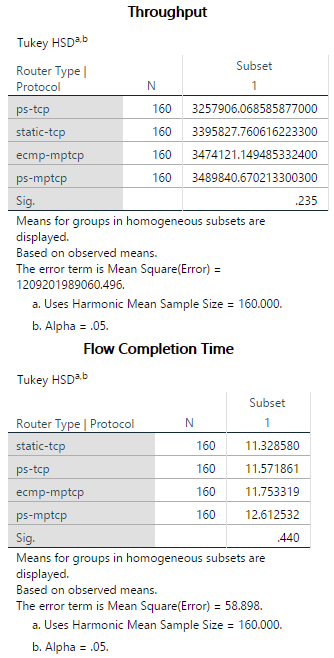 Throughput
Tukey HSDa,b
Router Type | Protocol N Subset 1
ps-tcp 160 3257906.068585877000
static-tcp 160 3395827.760616223300
ecmp-mptcp 160 3474121.149485332400
ps-mptcp 160 3489840.670213300300
Sig. .235
Means for groups in homogeneous subsets are
displayed.
Based on observed means.
The error term is Mean Square(Error) =
1209201989060.496.
a. Uses Harmonic Mean Sample Size = 160.000.
b. Alpha = .05.
Flow Completion Time
Tukey HSDa,b
Router Type | Protocol N Subset 1
static-tcp 160 11.328580
ps-tcp 160 11.571861
ecmp-mptcp 160 11.753319
ps-mptcp 160 12.612532
Sig. .440
Means for groups in homogeneous subsets are
displayed.
Based on observed means.
The error term is Mean Square(Error) = 58.898.
a. Uses Harmonic Mean Sample Size = 160.000.
b. Alpha = .05.